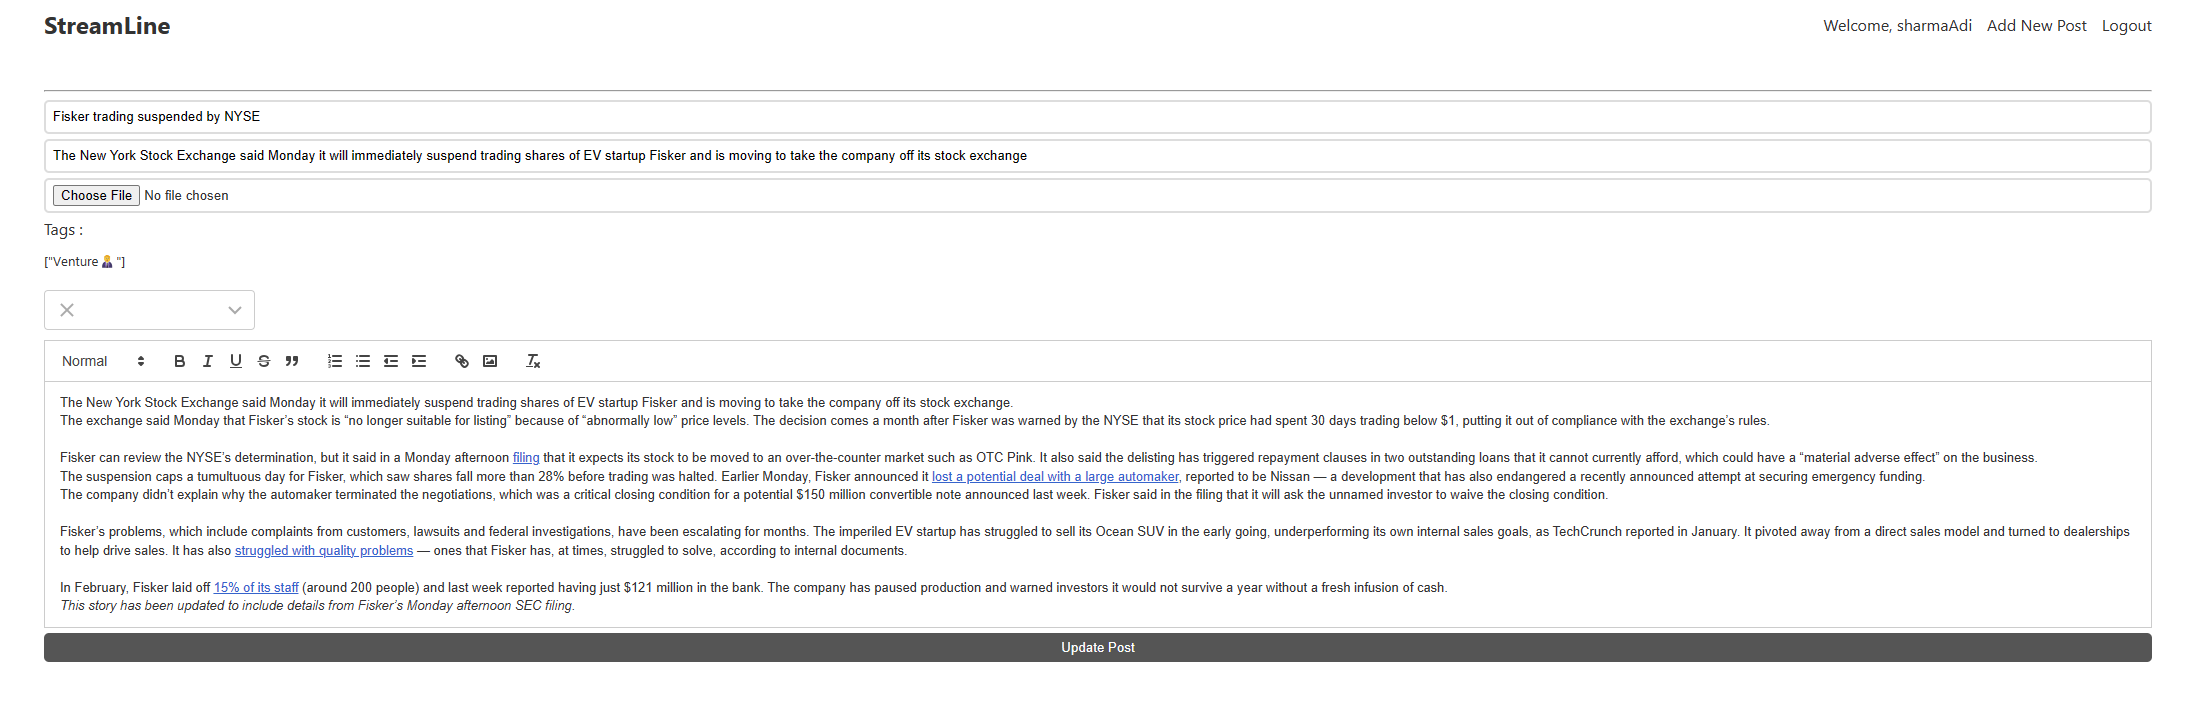 StreamLine
Welcome, sharmaAdi Add New Post Logout
Fisker trading suspended by NYSE
The New York Stock Exchange said Monday it will immediately suspend trading shares of EV startup Fisker and is moving to take the company off its stock exchange
Choose File No file chosen
Tags :
["Venture🤵"]
Normal
The New York Stock Exchange said Monday it will immediately suspend trading shares of EV startup Fisker and is moving to take the company off its stock exchange.
The exchange said Monday that Fisker’s stock is “no longer suitable for listing” because of “abnormally low” price levels. The decision comes a month after Fisker was warned by the NYSE that its stock price had spent 30 days trading below $1, putting it out of compliance with the exchange’s rules.
Fisker can review the NYSE’s determination, but it said in a Monday afternoon filing that it expects its stock to be moved to an over-the-counter market such as OTC Pink. It also said the delisting has triggered repayment clauses in two outstanding loans that it cannot currently afford, which could have a “material adverse effect” on the business.
The suspension caps a tumultuous day for Fisker, which saw shares fall more than 28% before trading was halted. Earlier Monday, Fisker announced it lost a potential deal with a large automaker, reported to be Nissan — a development that has also endangered a recently announced attempt at securing emergency funding.
The company didn’t explain why the automaker terminated the negotiations, which was a critical closing condition for a potential $150 million convertible note announced last week. Fisker said in the filing that it will ask the unnamed investor to waive the closing condition.
Fisker’s problems, which include complaints from customers, lawsuits and federal investigations, have been escalating for months. The imperiled EV startup has struggled to sell its Ocean SUV in the early going, underperforming its own internal sales goals, as TechCrunch reported in January. It pivoted away from a direct sales model and turned to dealerships
to help drive sales. It has also struggled with quality problems — ones that Fisker has, at times, struggled to solve, according to internal documents.
In February, Fisker laid off 15% of its staff (around 200 people) and last week reported having just $121 million in the bank. The company has paused production and warned investors it would not survive a year without a fresh infusion of cash.
This story has been updated to include details from Fisker’s Monday afternoon SEC filing.
Update Post